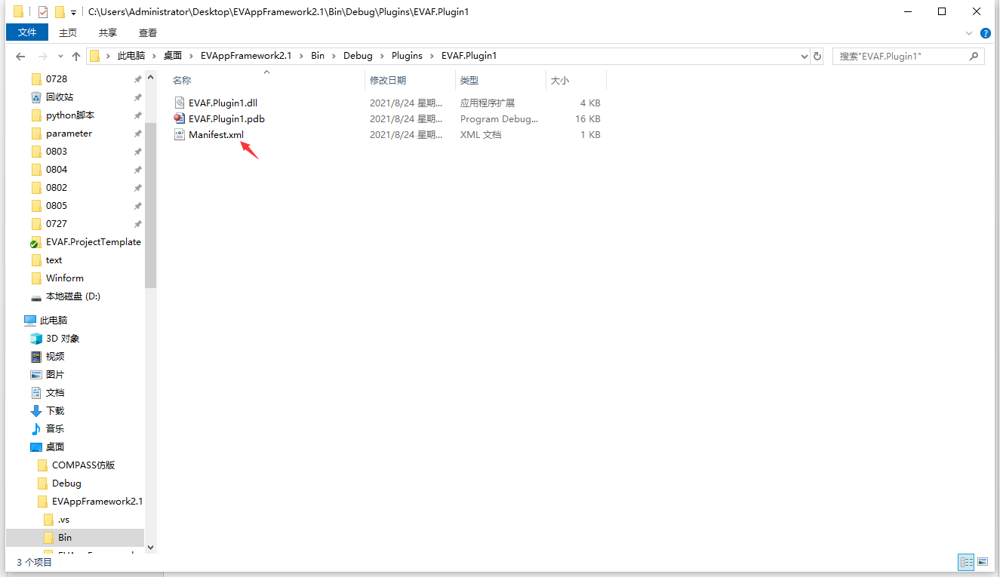 C:\Users\Administrator\Desktop\EVAppFramework2.1\Bin\Debug\Plugins\EVAF.Plugin1
文件 主页 共享 查看
此电脑 桌面 EVAppFramework2.1 Bin Debug Plugins EVAF.Plugin1 搜索"EVAF.Plugin1"
0728
回收站
python脚本
parameter
0803
0804
0802
0805
0727
EVAF.ProjectTemplate
text
Winform
本地磁盘 (D:)
此电脑
3D 对象
视频
图片
文档
下载
音乐
桌面
COMPASS仿版
Debug
EVAppFramework2.1
.vs
Bin
名称 修改日期 类型 大小
EVAF.Plugin1.dll 2021/8/24 星期... 应用程序扩展 4 KB
EVAF.Plugin1.pdb 2021/8/24 星期... Program Debug... 16 KB
Manifest.xml 2021/8/24 星期... XML 文档 1 KB
3 个项目